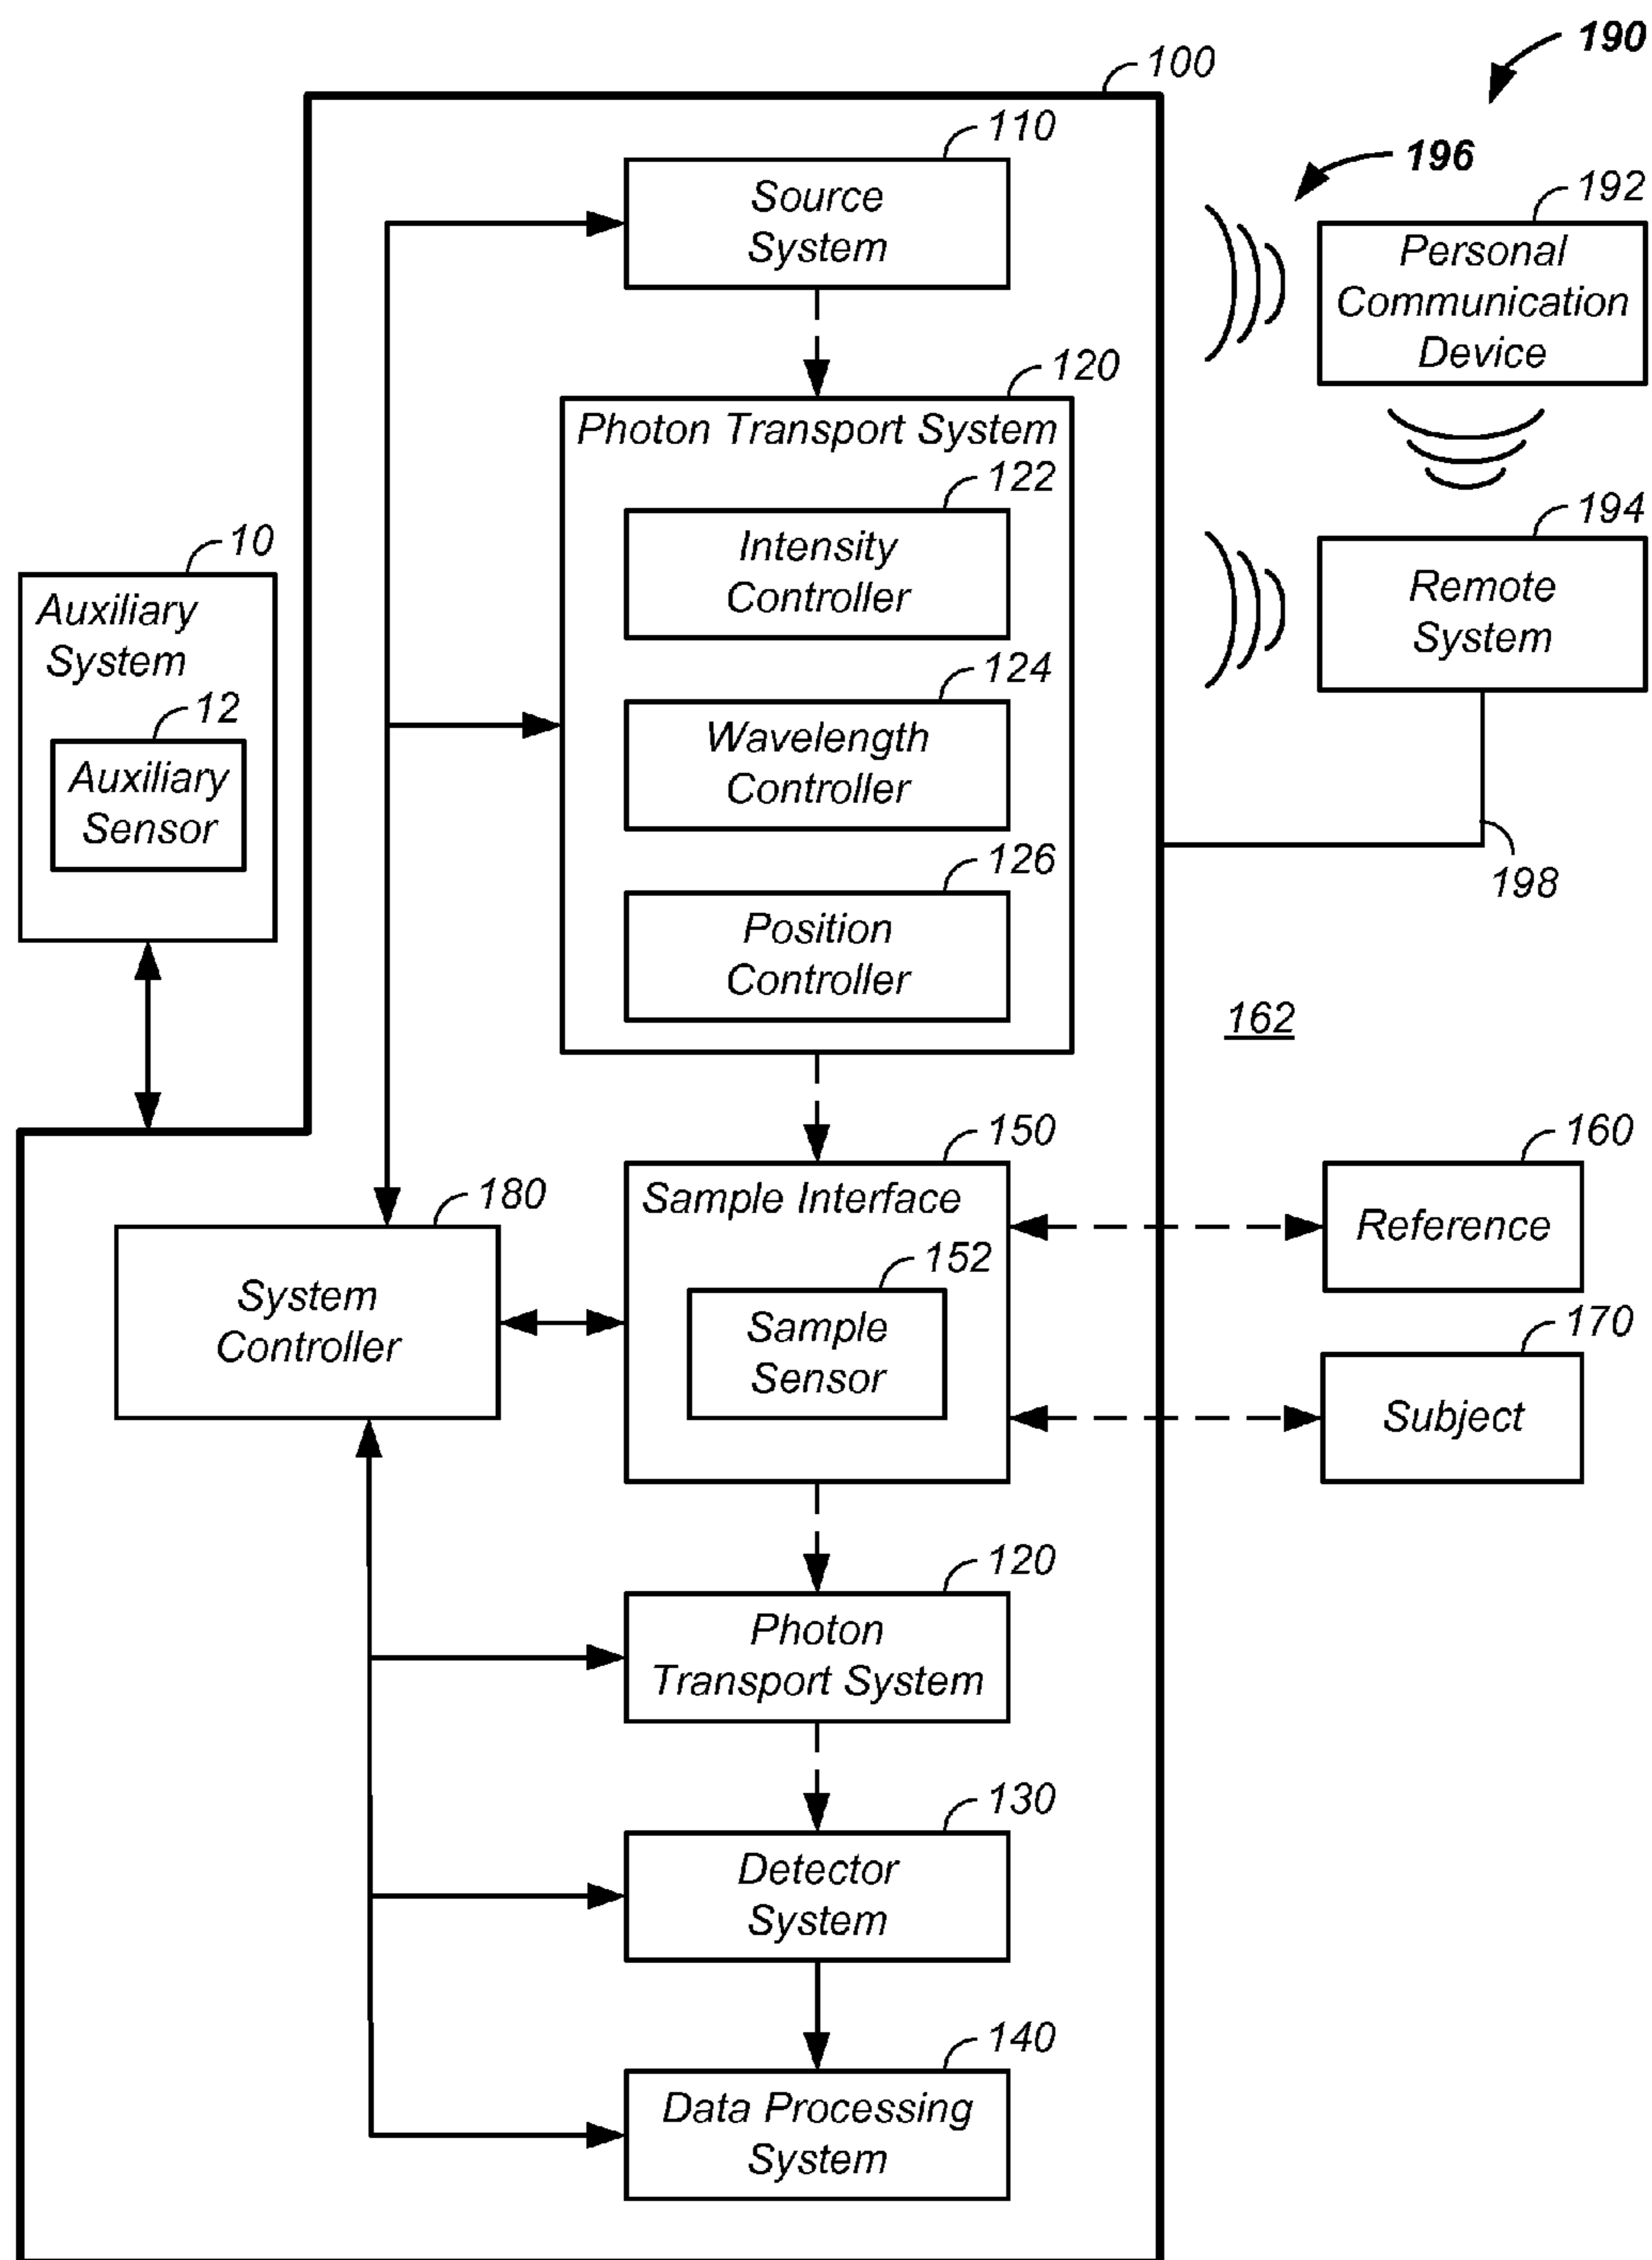 190
100
196
110
Source
System
192
Personal
Communication
Device
120
Photon Transport System
122
Intensity
Controller
10
Auxiliary
System
194
Remote
System
124
Wavelength
Controller
12
Auxiliary
Sensor
126
Position
Controller
198
162
150
Sample Interface
160
Reference
180
System
Controller
152
Sample
Sensor
170
Subject
120
Photon
Transport System
130
Detector
System
140
Data Processing
System